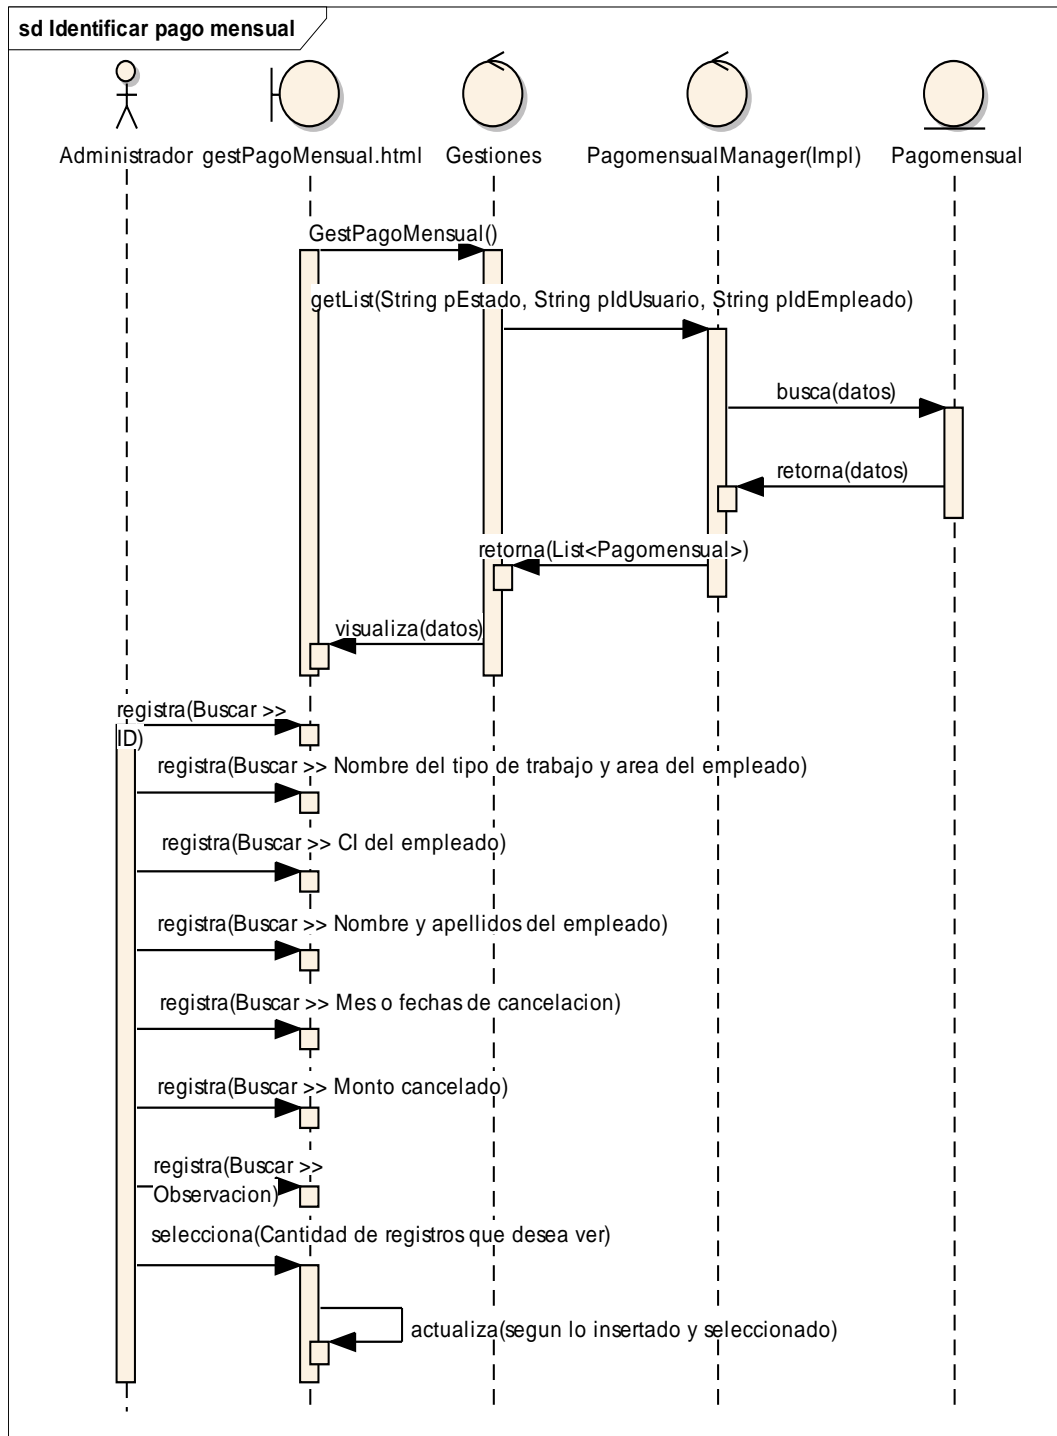 sd Identificar pago mensual
Administrador
gestPagoMensual.html
Gestiones
PagomensualManager(Impl)
Pagomensual
GestPagoMensual()
getList(String pEstado, String pIdUsuario, String pIdEmpleado)
busca(datos)
retorna(datos)
retorna(List<Pagomensual>)
visualiza(datos)
registra(Buscar >>
ID)
registra(Buscar >> Nombre del tipo de trabajo y area del empleado)
registra(Buscar >> CI del empleado)
registra(Buscar >> Nombre y apellidos del empleado)
registra(Buscar >> Mes o fechas de cancelacion)
registra(Buscar >> Monto cancelado)
registra(Buscar >>
Observacion)
selecciona(Cantidad de registros que desea ver)
actualiza(segun lo insertado y seleccionado)